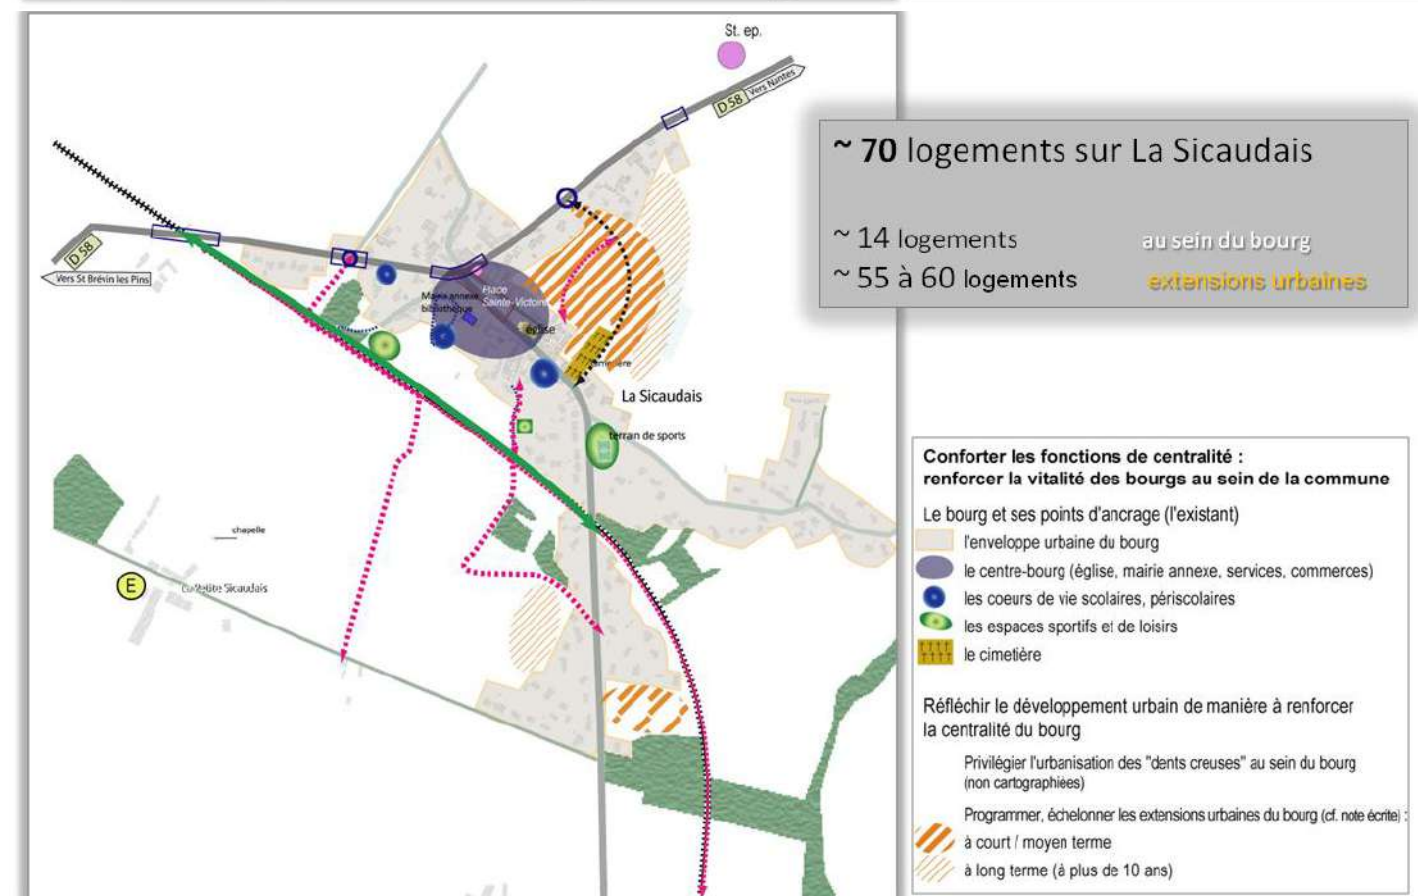 St. ep.
D 58
Vers Nantes
~ 70 logements sur La Sicaudais
~ 14 logements au sein du bourg
~ 55 à 60 logements extensions urbaines
D 58
Vers St Brévin les Pins
Place
Mairie annexe
bibliothèque
église
La Sicaudais
terrain de sports
chapelle
E
La Petite Sicaudais
Conforter les fonctions de centralité :
renforcer la vitalité des bourgs au sein de la commune
Le bourg et ses points d'ancrage (l'existant)
l'enveloppe urbaine du bourg
le centre-bourg (église, mairie annexe, services, commerces)
les coeurs de vie scolaires, périscolaires
les espaces sportifs et de loisirs
le cimetière
Réfléchir le développement urbain de manière à renforcer
la centralité du bourg
Privilégier l'urbanisation des "dents creuses" au sein du bourg
(non cartographiées)
Programmer, échelonner les extensions urbaines du bourg (cf. note écrite) :
à court / moyen terme
à long terme (à plus de 10 ans)